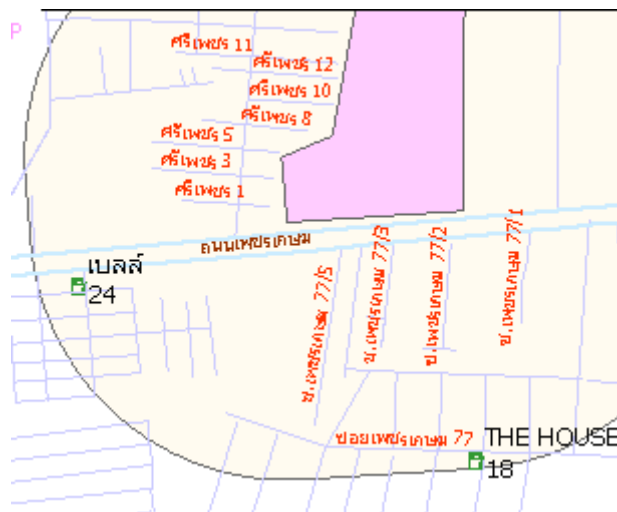 P
ศรีเพชร 11
ศรีเพชร 12
ศรีเพชร 10
ศรีเพชร 8
ศรีเพชร 5
ศรีเพชร 3
ศรีเพชร 1
ถนนเพชรเกษม
เบลล์
24
ซ.เพชรเกษม 77/5
ซ.เพชรเกษม 77/3
ซ.เพชรเกษม 77/2
ซ.เพชรเกษม 77/1
ซอยเพชรเกษม 77
THE HOUSE
18